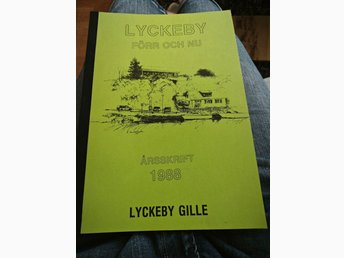 LYCKEBY
FÖRR OCH NU
ÅRSSKRIFT
1988
LYCKEBY GILLE